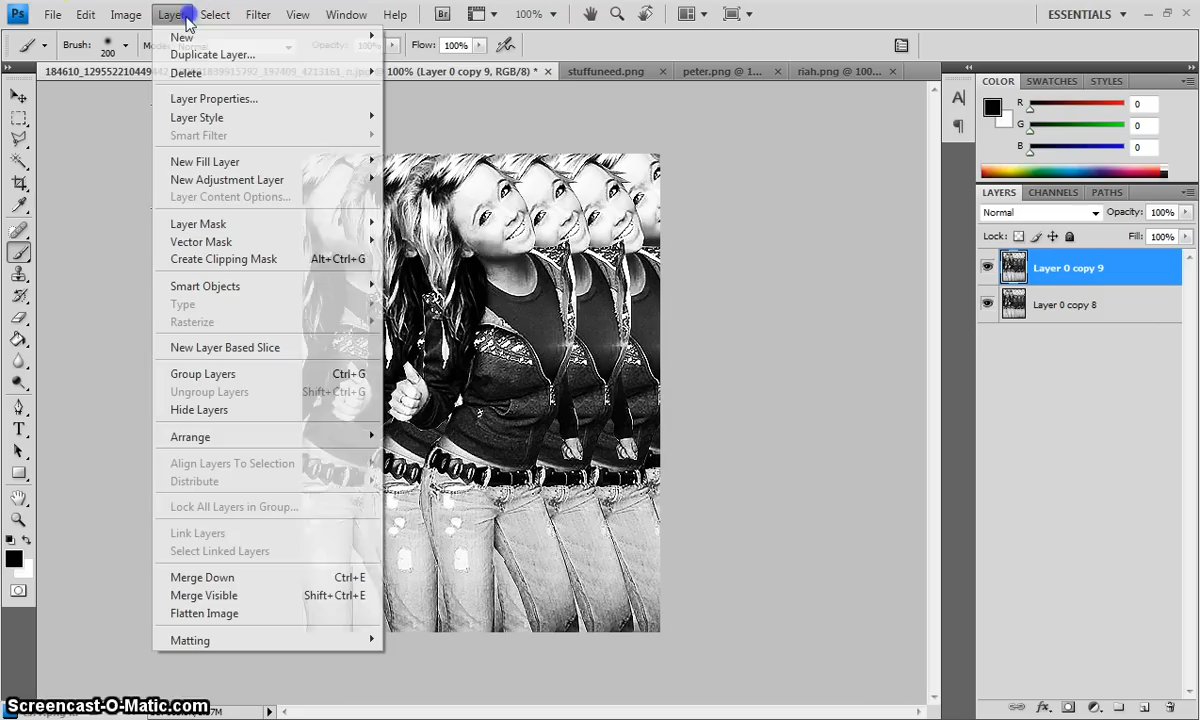 Ps File Edit Image Layer Select Filter View Window Help Br 100% ESSENTIALS
Brush: 200 Mode: Normal Opacity: 100% Flow: 100%
@ 100% (Layer 0 copy 9, RGB/8) * × stuffuneed.png × peter.png @ 1... × riah.png @ 100... ×
New
Duplicate Layer...
Delete
Layer Properties...
Layer Style
Smart Filter
New Fill Layer
New Adjustment Layer
Layer Content Options...
Layer Mask
Vector Mask
Create Clipping Mask Alt+Ctrl+G
Smart Objects
Type
Rasterize
New Layer Based Slice
Group Layers Ctrl+G
Ungroup Layers Shift+Ctrl+G
Hide Layers
Arrange
Align Layers To Selection
Distribute
Lock All Layers in Group...
Link Layers
Select Linked Layers
Merge Down Ctrl+E
Merge Visible Shift+Ctrl+E
Flatten Image
Matting
COLOR SWATCHES STYLES
R 0
G 0
B 0
LAYERS CHANNELS PATHS
Normal Opacity: 100%
Lock: Fill: 100%
Layer 0 copy 9
Layer 0 copy 8
Screencast-O-Matic.com